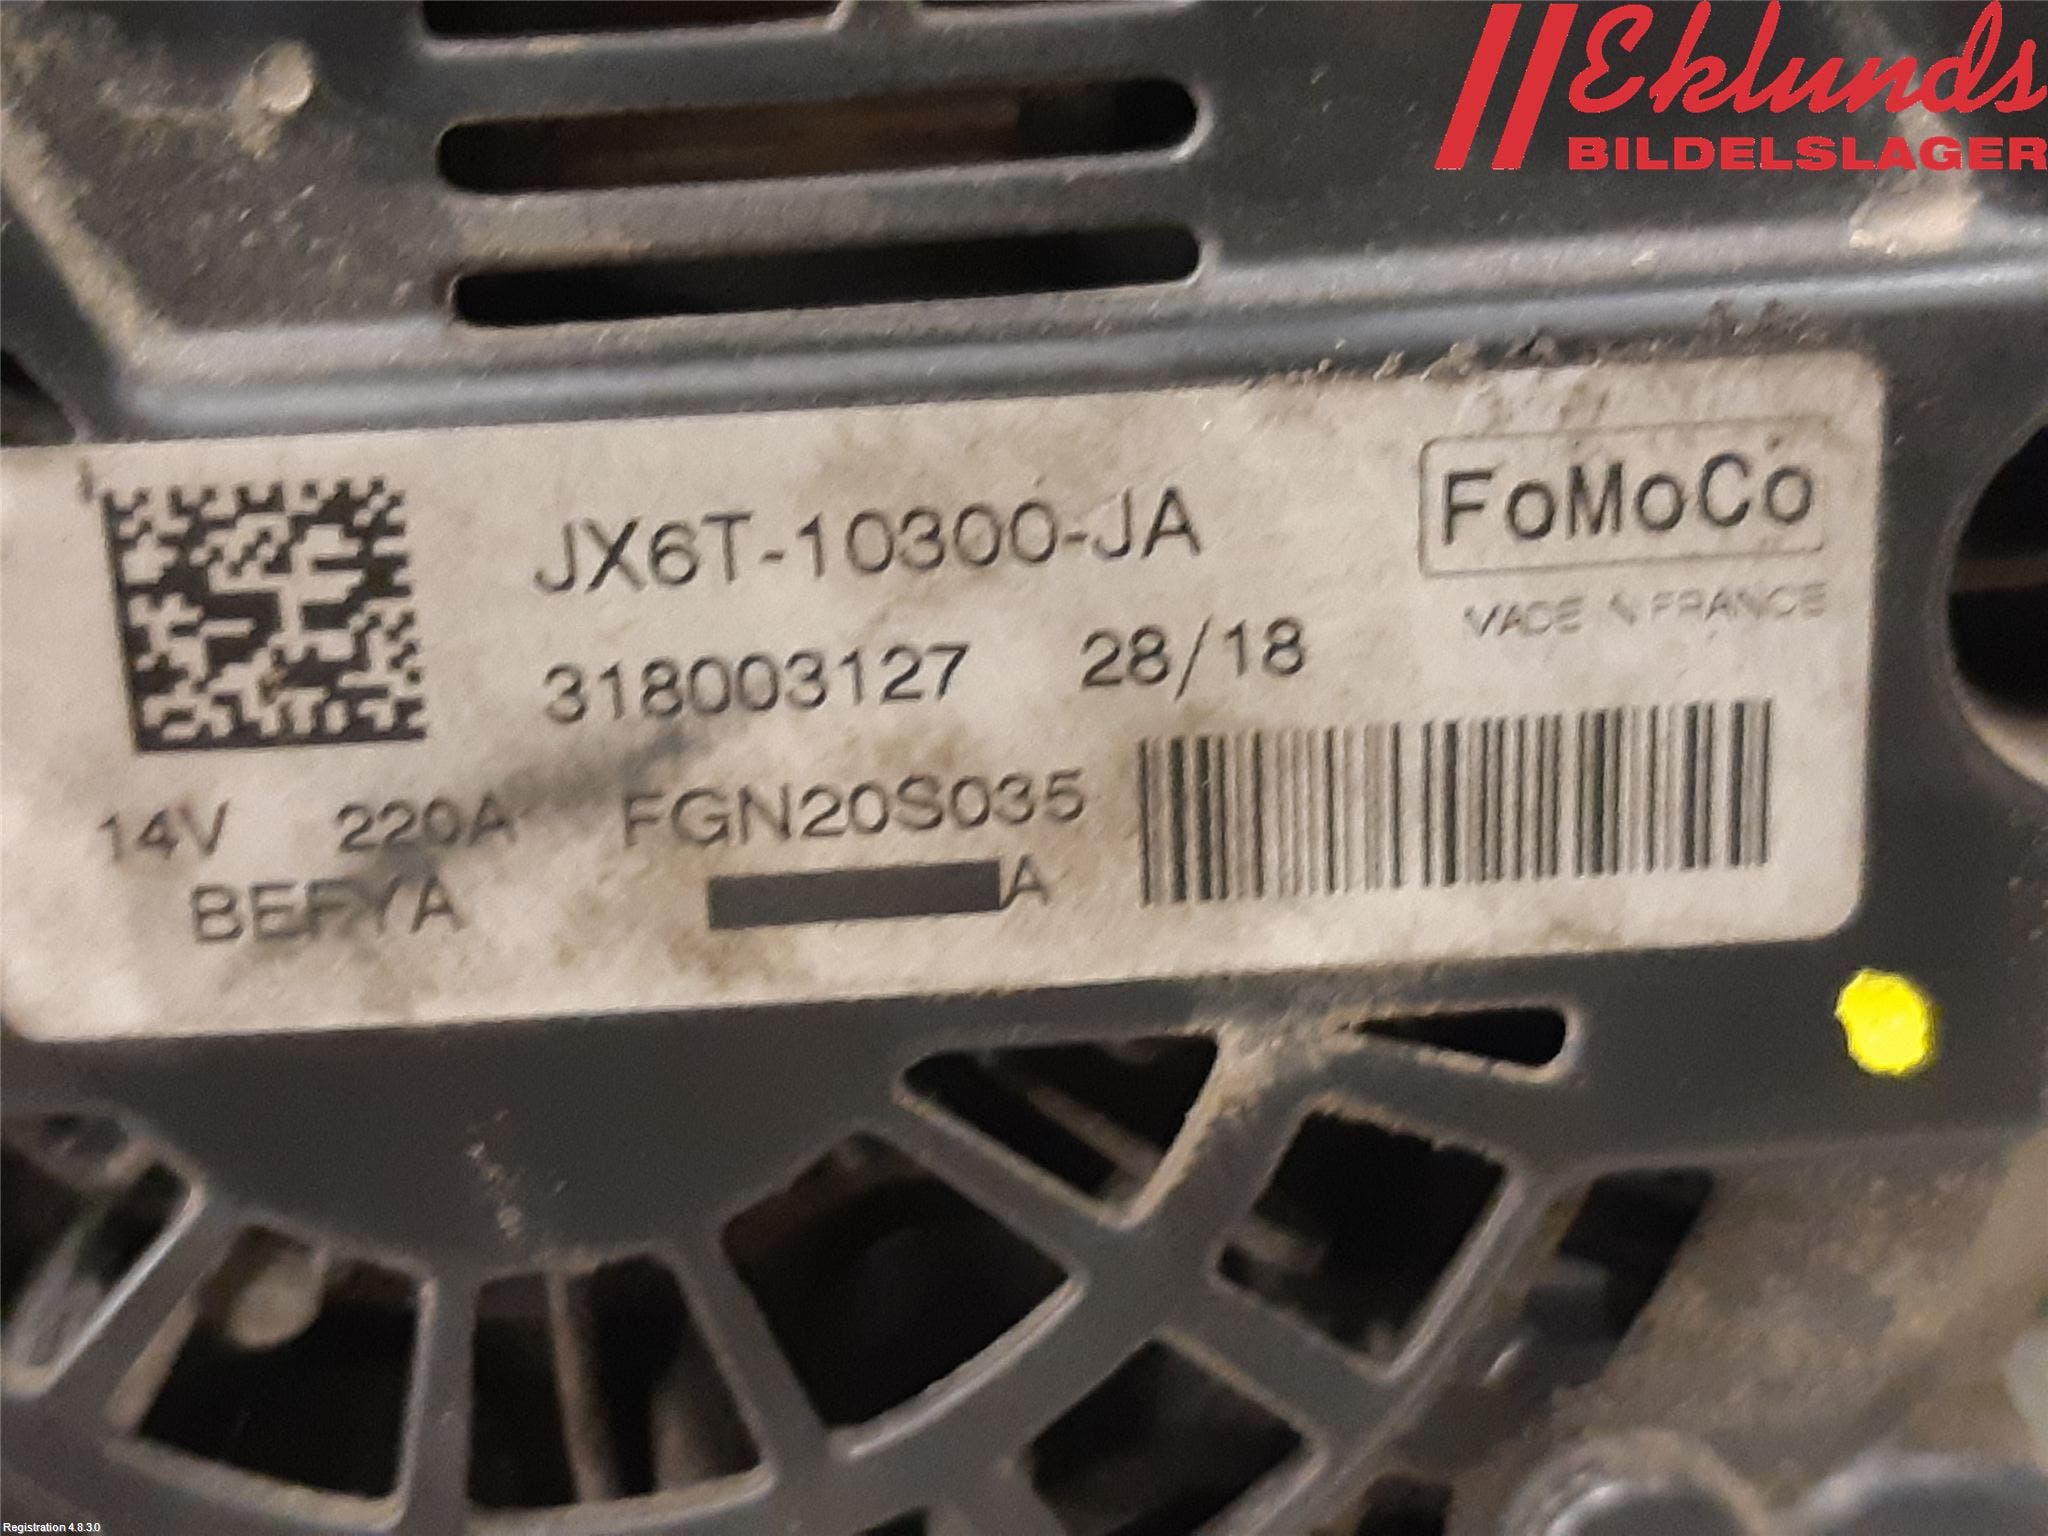 Eklunds
BILDELSLAGER
JX6T-10300-JA
FoMoCo
MADE IN FRANCE
318003127 28/18
14V 220A FGN20S035
BEFYA A
Registration 4.8.3.0